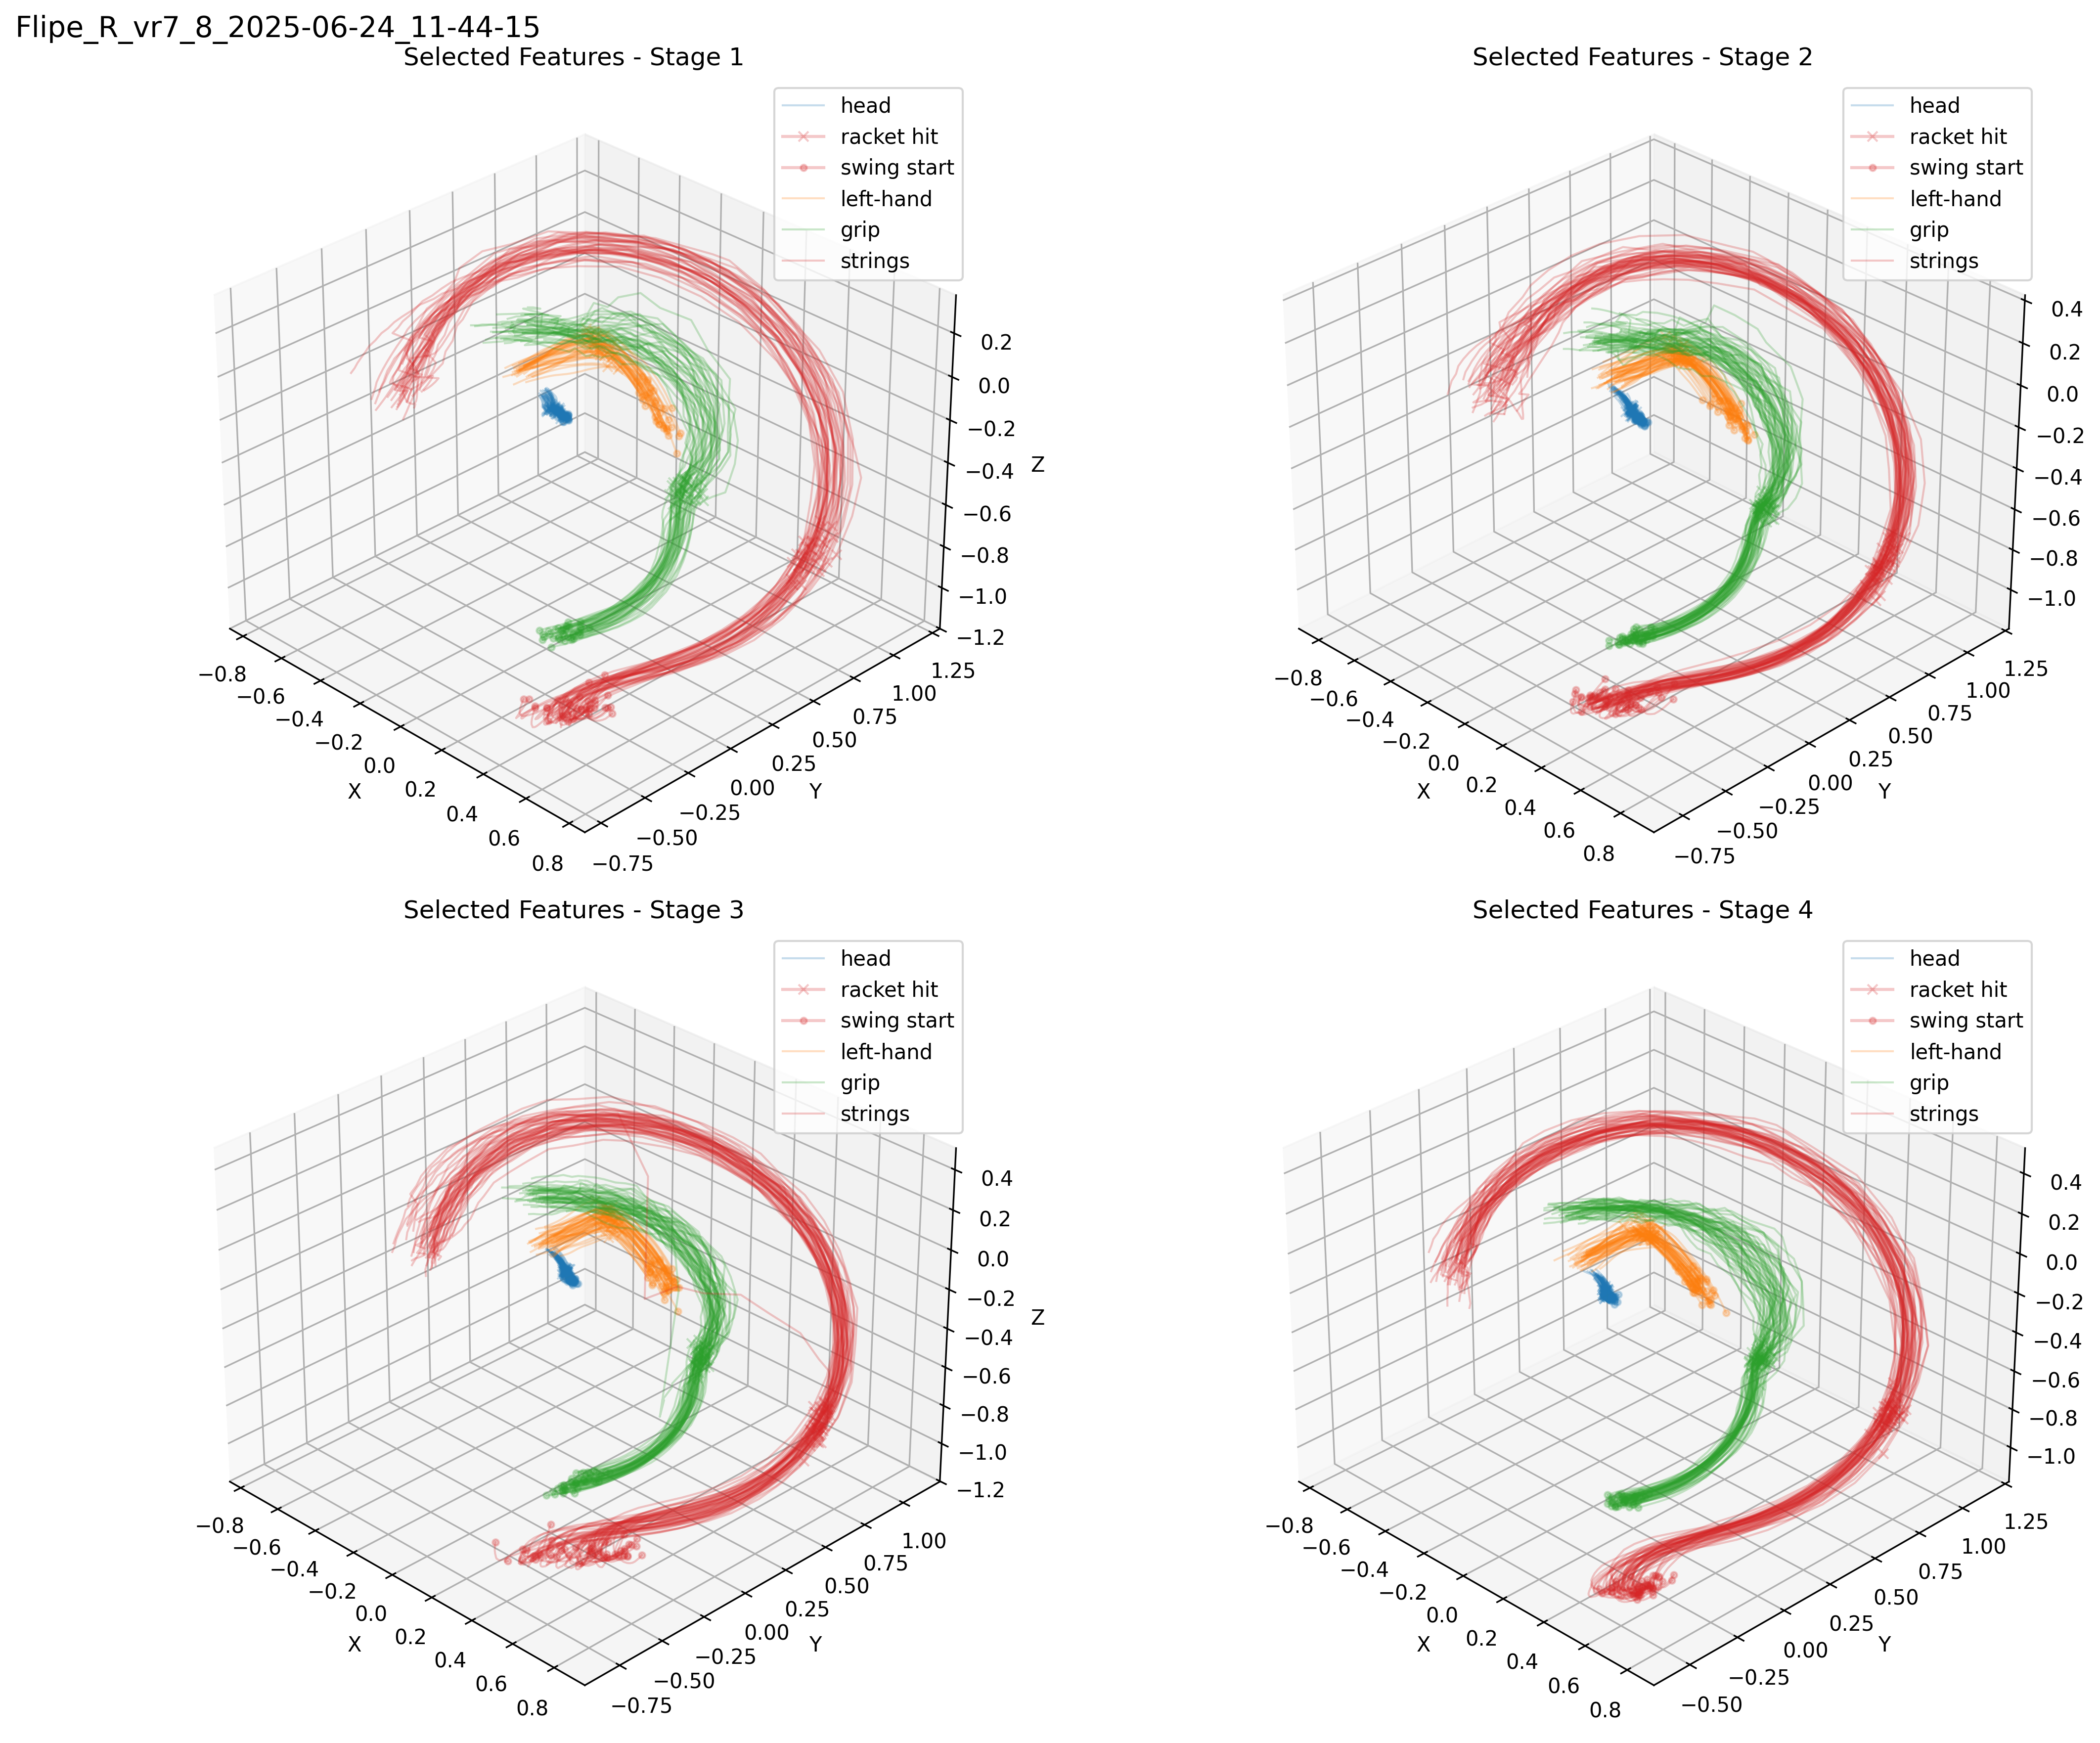 Flipe_R_vr7_8_2025-06-24_11-44-15
Selected Features - Stage 1
head
racket hit
swing start
left-hand
grip
strings
0.2
0.0
−0.2
−0.4
−0.6
−0.8
−1.0
−1.2
Z
−0.8
−0.6
−0.4
−0.2
0.0
0.2
0.4
0.6
0.8
X
−0.75
−0.50
−0.25
0.00
0.25
0.50
0.75
1.00
1.25
Y
Selected Features - Stage 2
head
racket hit
swing start
left-hand
grip
strings
0.4
0.2
0.0
−0.2
−0.4
−0.6
−0.8
−1.0
−0.8
−0.6
−0.4
−0.2
0.0
0.2
0.4
0.6
0.8
X
−0.75
−0.50
−0.25
0.00
0.25
0.50
0.75
1.00
1.25
Y
Selected Features - Stage 3
head
racket hit
swing start
left-hand
grip
strings
0.4
0.2
0.0
−0.2
−0.4
−0.6
−0.8
−1.0
−1.2
Z
−0.8
−0.6
−0.4
−0.2
0.0
0.2
0.4
0.6
0.8
X
−0.75
−0.50
−0.25
0.00
0.25
0.50
0.75
1.00
Y
Selected Features - Stage 4
head
racket hit
swing start
left-hand
grip
strings
0.4
0.2
0.0
−0.2
−0.4
−0.6
−0.8
−1.0
−0.8
−0.6
−0.4
−0.2
0.0
0.2
0.4
0.6
0.8
X
−0.50
−0.25
0.00
0.25
0.50
0.75
1.00
1.25
Y